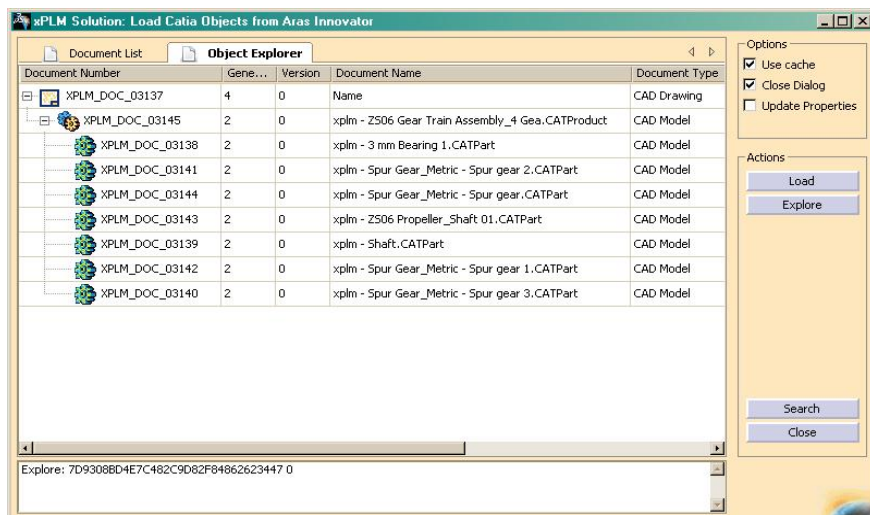 xPLM Solution: Load Catia Objects from Aras Innovator
Document List Object Explorer
Document Number Gene... Version Document Name Document Type
XPLM_DOC_03137 4 0 Name CAD Drawing
XPLM_DOC_03145 2 0 xplm - ZS06 Gear Train Assembly_4 Gea.CATProduct CAD Model
XPLM_DOC_03138 2 0 xplm - 3 mm Bearing 1.CATPart CAD Model
XPLM_DOC_03141 2 0 xplm - Spur Gear_Metric - Spur gear 2.CATPart CAD Model
XPLM_DOC_03144 2 0 xplm - Spur Gear_Metric - Spur gear.CATPart CAD Model
XPLM_DOC_03143 2 0 xplm - ZS06 Propeller_Shaft 01.CATPart CAD Model
XPLM_DOC_03139 2 0 xplm - Shaft.CATPart CAD Model
XPLM_DOC_03142 2 0 xplm - Spur Gear_Metric - Spur gear 1.CATPart CAD Model
XPLM_DOC_03140 2 0 xplm - Spur Gear_Metric - Spur gear 3.CATPart CAD Model
Explore: 7D9308BD4E7C482C9D82F84862623447 0
Options
Use cache
Close Dialog
Update Properties
Actions
Load
Explore
Search
Close